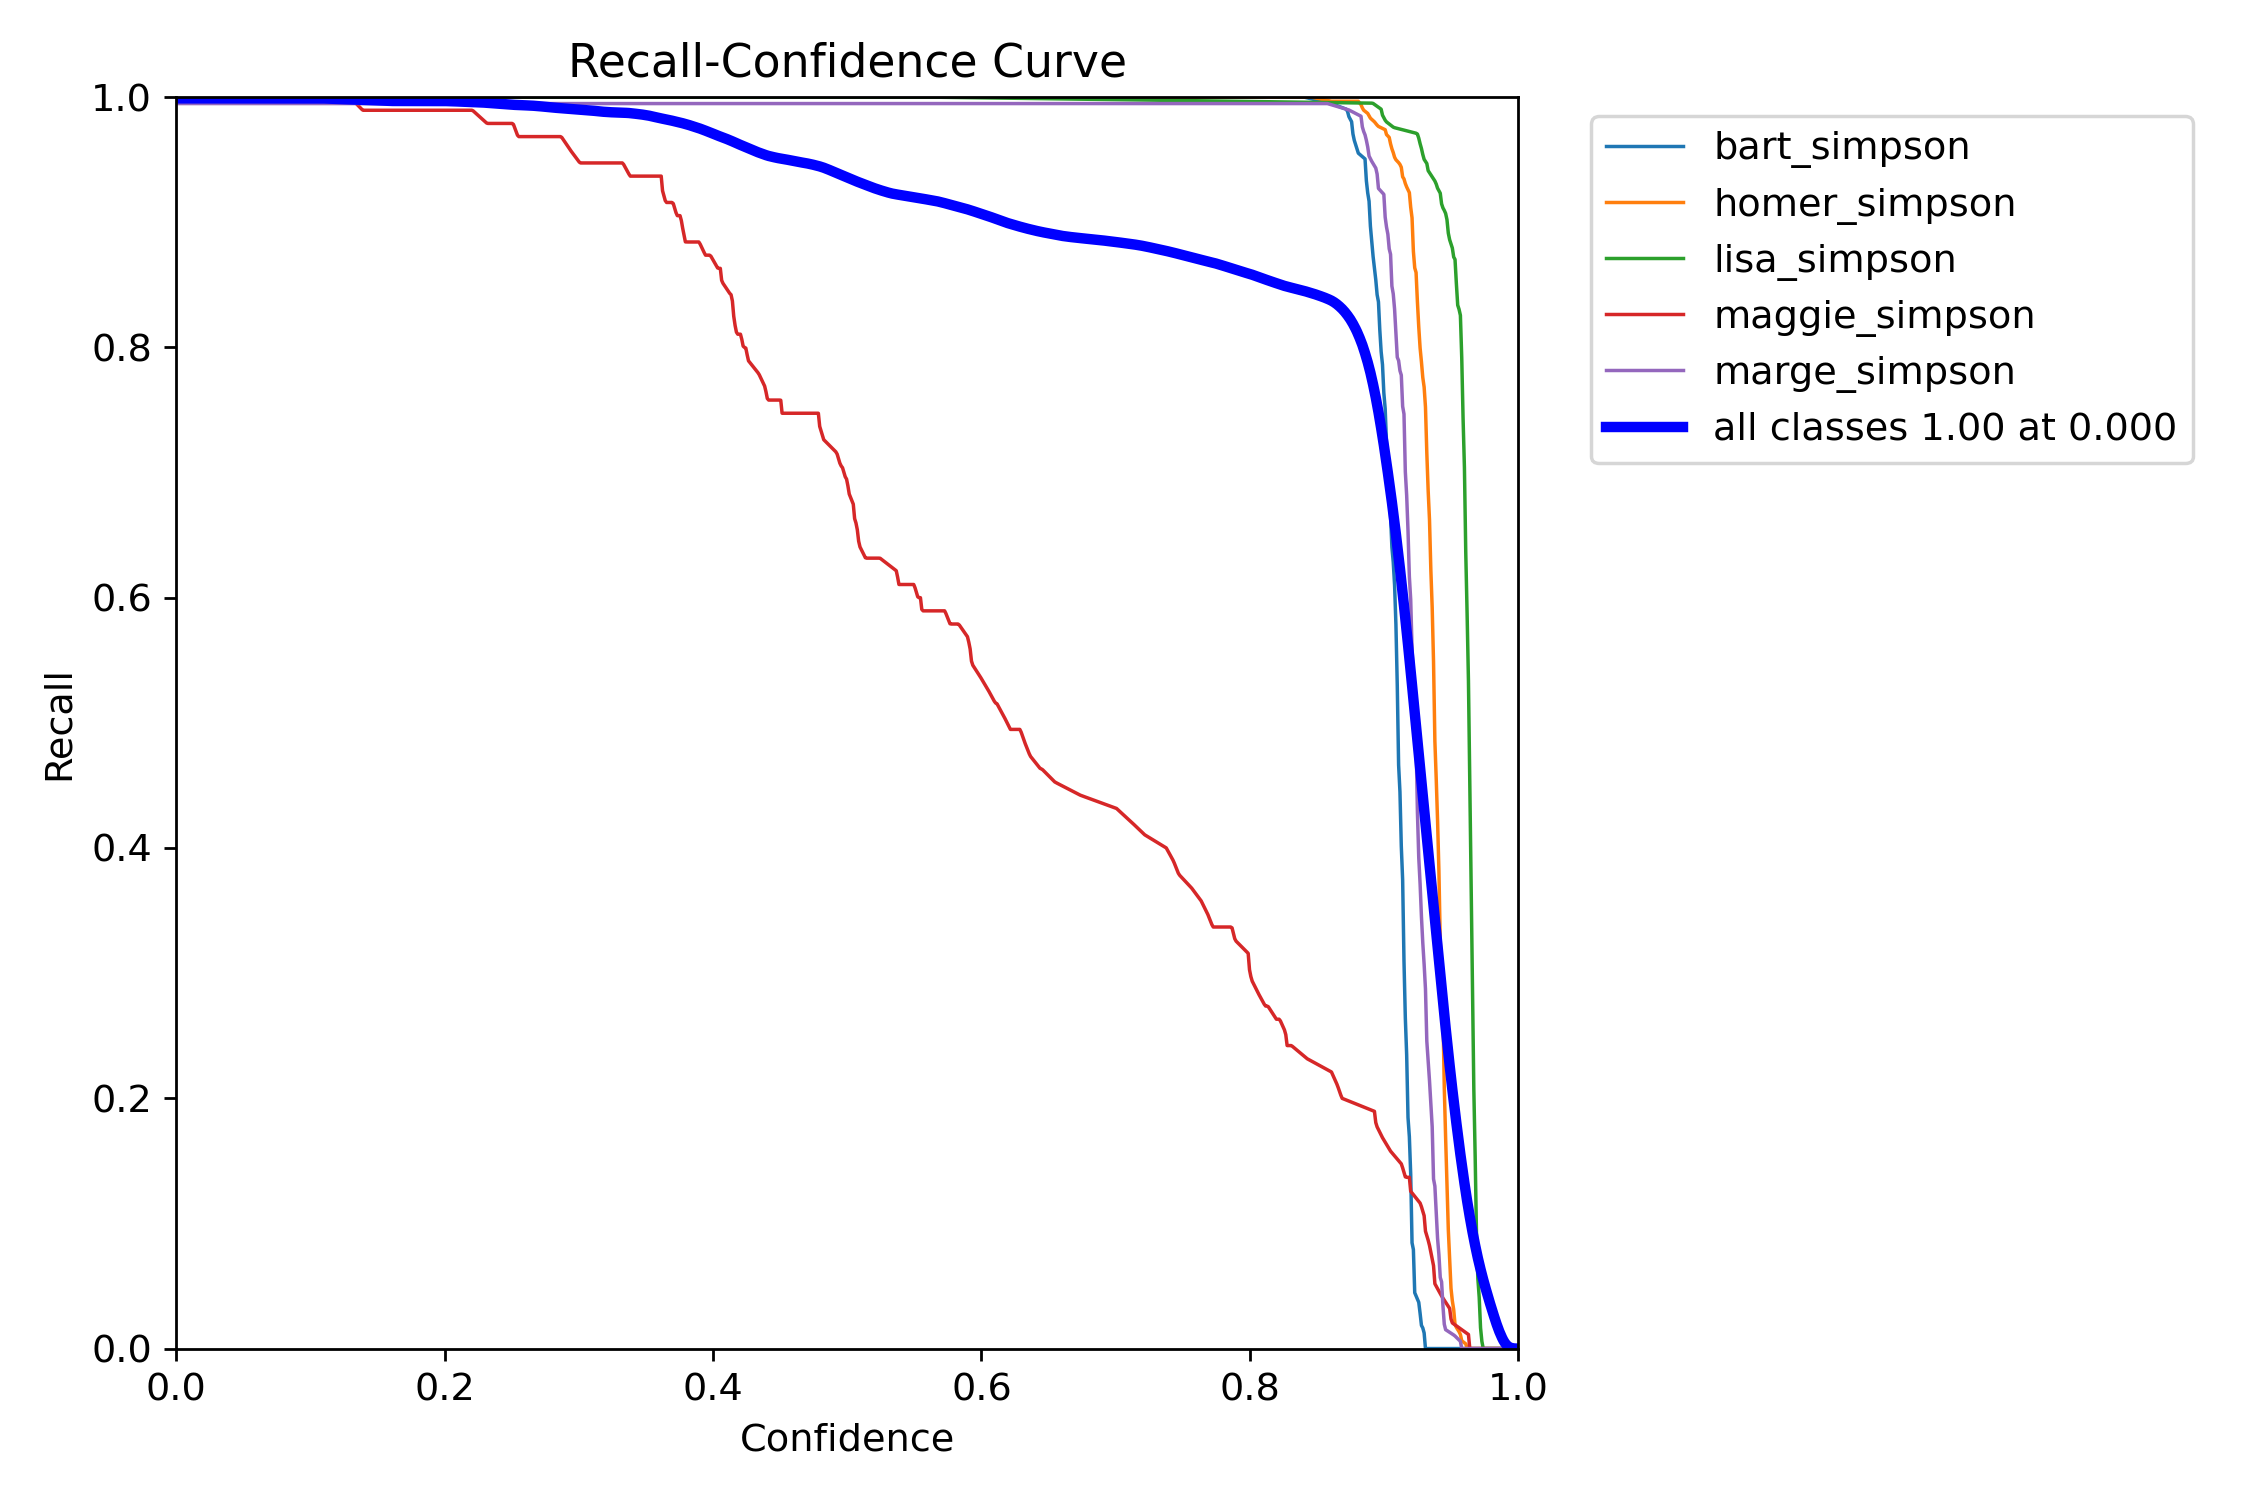 Recall-Confidence Curve
1.0
0.8
0.6
0.4
0.2
0.0
Recall
0.0 0.2 0.4 0.6 0.8 1.0
Confidence
bart_simpson
homer_simpson
lisa_simpson
maggie_simpson
marge_simpson
all classes 1.00 at 0.000